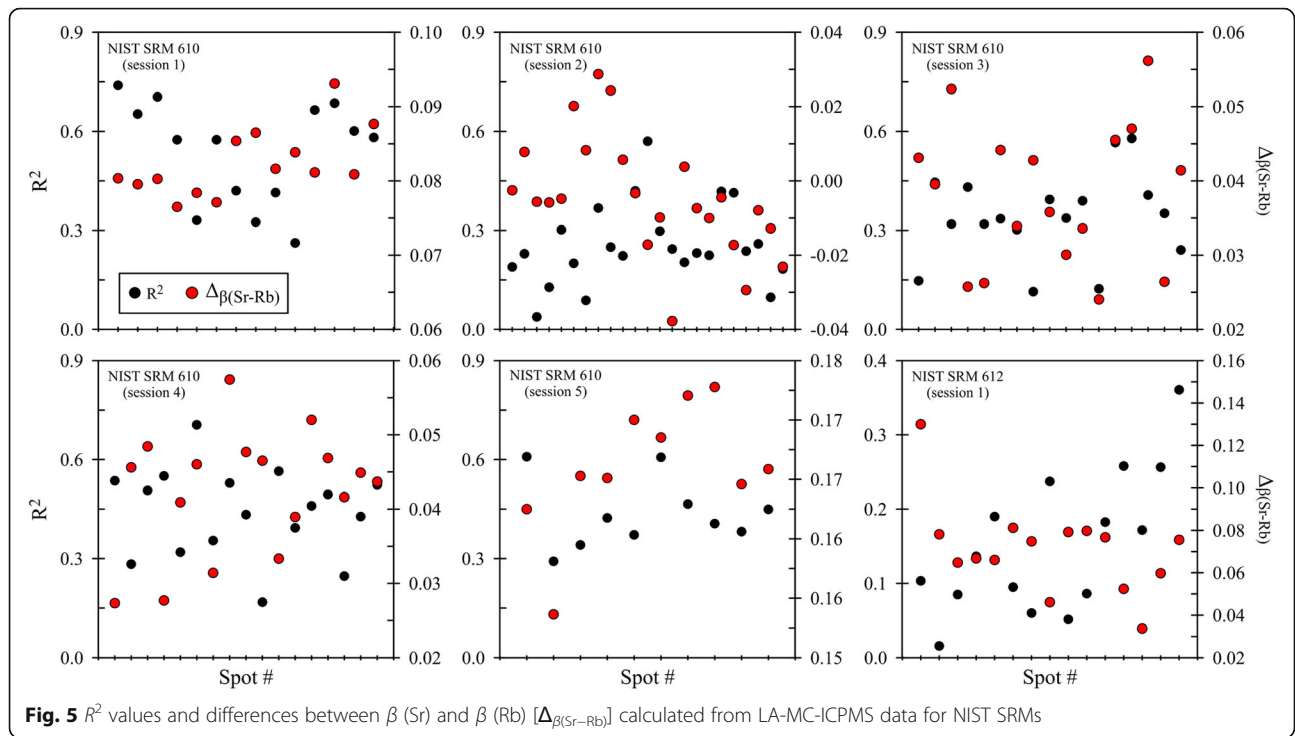 NIST SRM 610
(session 1)
R²
0.9
0.6
0.3
0.0
0.10
0.09
0.08
0.07
0.06
R² Δβ(Sr-Rb)
NIST SRM 610
(session 2)
0.9
0.6
0.3
0.0
0.04
0.02
0.00
-0.02
-0.04
NIST SRM 610
(session 3)
0.9
0.6
0.3
0.0
0.06
0.05
0.04
0.03
0.02
Δβ(Sr-Rb)
NIST SRM 610
(session 4)
R²
0.9
0.6
0.3
0.0
0.06
0.05
0.04
0.03
0.02
NIST SRM 610
(session 5)
0.9
0.6
0.3
0.0
0.18
0.17
0.17
0.16
0.16
0.15
NIST SRM 612
(session 1)
0.4
0.3
0.2
0.1
0.0
0.16
0.14
0.12
0.10
0.08
0.06
0.04
0.02
Δβ(Sr-Rb)
Spot #
Spot #
Fig. 5 R² values and differences between β (Sr) and β (Rb) [Δβ(Sr−Rb)] calculated from LA-MC-ICPMS data for NIST SRMs